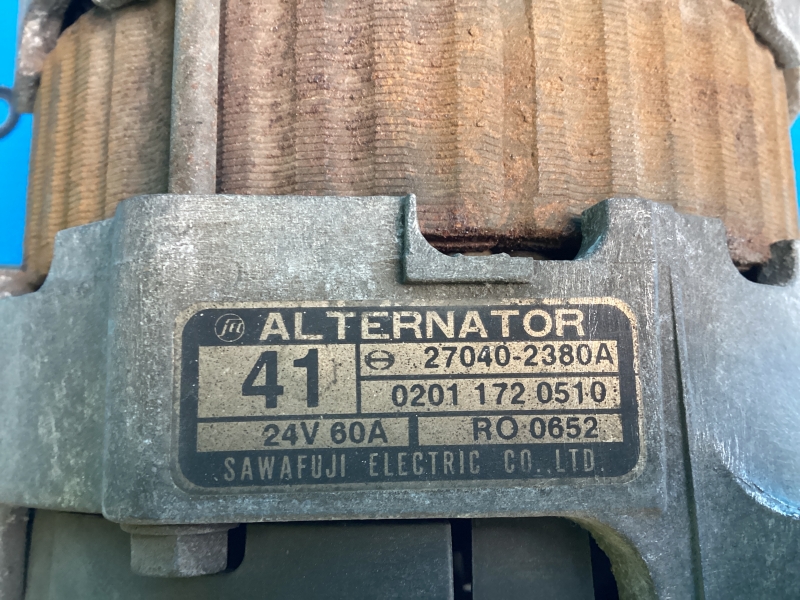 ALTERNATOR
41
27040-2380A
0201 172 0510
24V 60A
RO 0652
SAWAFUJI ELECTRIC CO.,LTD.